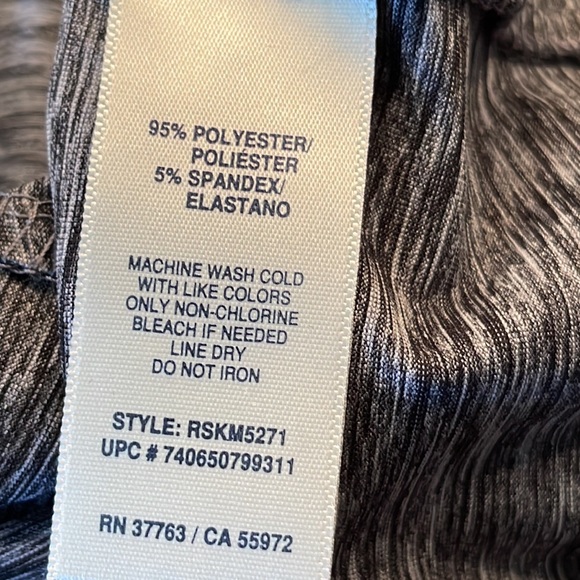 95% POLYESTER/
POLIÉSTER
5% SPANDEX/
ELASTANO
MACHINE WASH COLD
WITH LIKE COLORS
ONLY NON-CHLORINE
BLEACH IF NEEDED
LINE DRY
DO NOT IRON
STYLE: RSKM5271
UPC # 740650799311
RN 37763 / CA 55972